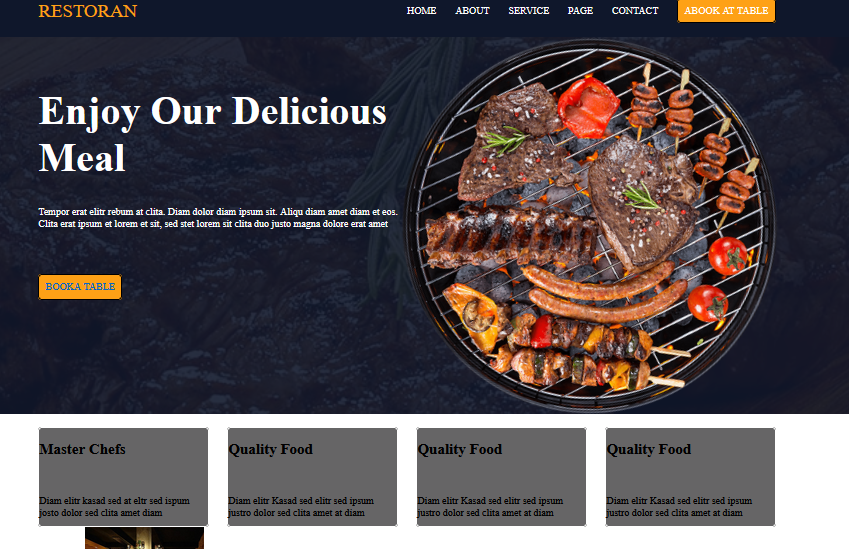 RESTORAN
HOME ABOUT SERVICE PAGE CONTACT ABOOK AT TABLE
Enjoy Our Delicious
Meal
Tempor erat elitr rebum at clita. Diam dolor diam ipsum sit. Aliqu diam amet diam et eos.
Clita erat ipsum et lorem et sit, sed stet lorem sit clita duo justo magna dolore erat amet
BOOKA TABLE
Master Chefs
Diam elitr kasad sed at eltr sed ispum
josto dolor sed clita amet diam
Quality Food
Diam elitr Kasad sed elitr sed ipsum
justro dolor sed clita amet at diam
Quality Food
Diam elitr Kasad sed elitr sed ipsum
justro dolor sed clita amet at diam
Quality Food
Diam elitr Kasad sed elitr sed ipsum
justro dolor sed clita amet at diam